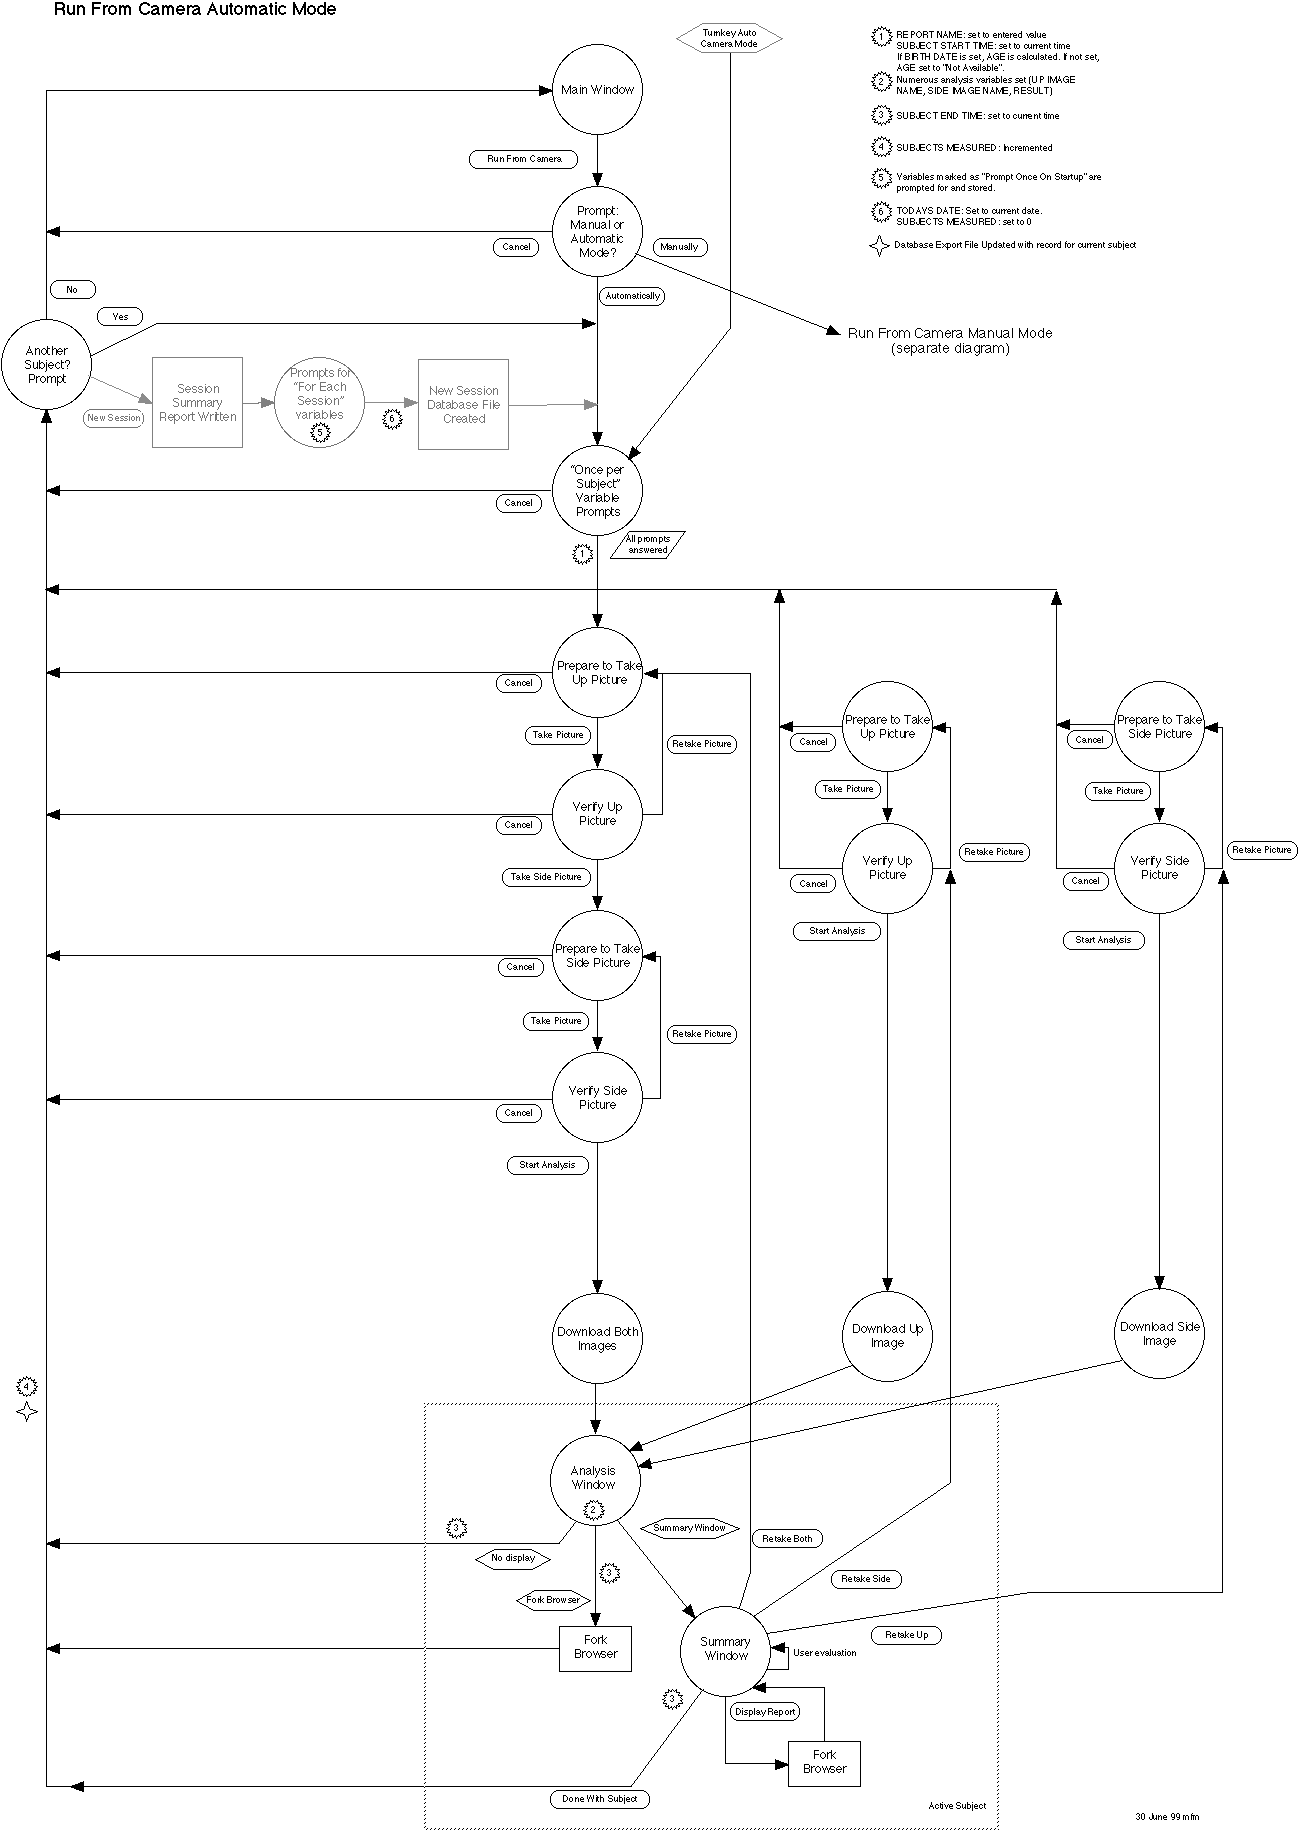 Run From Camera Automatic Mode
Turnkey Auto
Camera Mode
1
REPORT NAME: set to entered value
SUBJECT START TIME: set to current time
If BIRTH DATE is set, AGE is calculated. If not set,
AGE set to "Not Available".
2
Numerous analysis variables set (UP IMAGE
NAME, SIDE IMAGE NAME, RESULT)
3
SUBJECT END TIME: set to current time
4
SUBJECTS MEASURED: Incremented
5
Variables marked as "Prompt Once On Startup" are
prompted for and stored.
6
TODAYS DATE: Set to current date.
SUBJECTS MEASURED: set to 0
Database Export File Updated with record for current subject
Main Window
Run From Camera
Prompt:
Manual or
Automatic
Mode?
Cancel
Manually
Automatically
Run From Camera Manual Mode
(separate diagram)
No
Yes
Another
Subject?
Prompt
New Session
Session
Summary
Report Written
Prompts for
"For Each
Session"
variables
5
6
New Session
Database File
Created
"Once per
Subject"
Variable
Prompts
Cancel
1
All prompts
answered
Prepare to Take
Up Picture
Cancel
Take Picture
Retake Picture
Verify Up
Picture
Cancel
Take Side Picture
Prepare to Take
Side Picture
Cancel
Take Picture
Retake Picture
Verify Side
Picture
Cancel
Start Analysis
Download Both
Images
Prepare to Take
Up Picture
Cancel
Take Picture
Verify Up
Picture
Retake Picture
Cancel
Start Analysis
Download Up
Image
Prepare to Take
Side Picture
Cancel
Take Picture
Verify Side
Picture
Retake Picture
Cancel
Start Analysis
Download Side
Image
4
Analysis
Window
2
3
No display
3
Fork Browser
Summary Window
Retake Both
Retake Side
Retake Up
Fork
Browser
Summary
Window
User evaluation
3
Display Report
Fork
Browser
Done With Subject
Active Subject
30 June 99 mfm